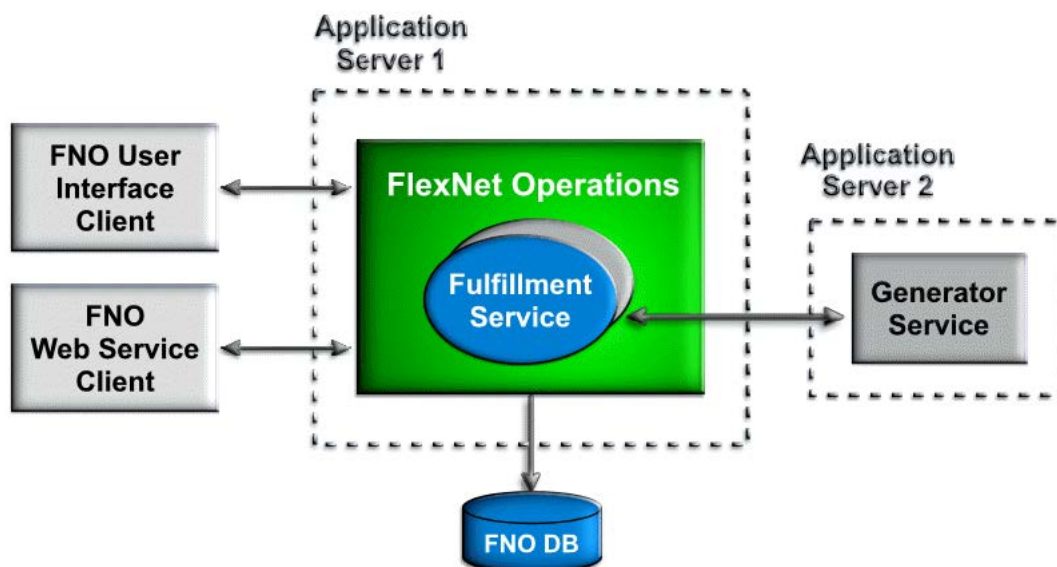 Application
Server 1
FNO User
Interface
Client
FlexNet Operations
Application
Server 2
Fulfillment
Service
Generator
Service
FNO
Web Service
Client
FNO DB